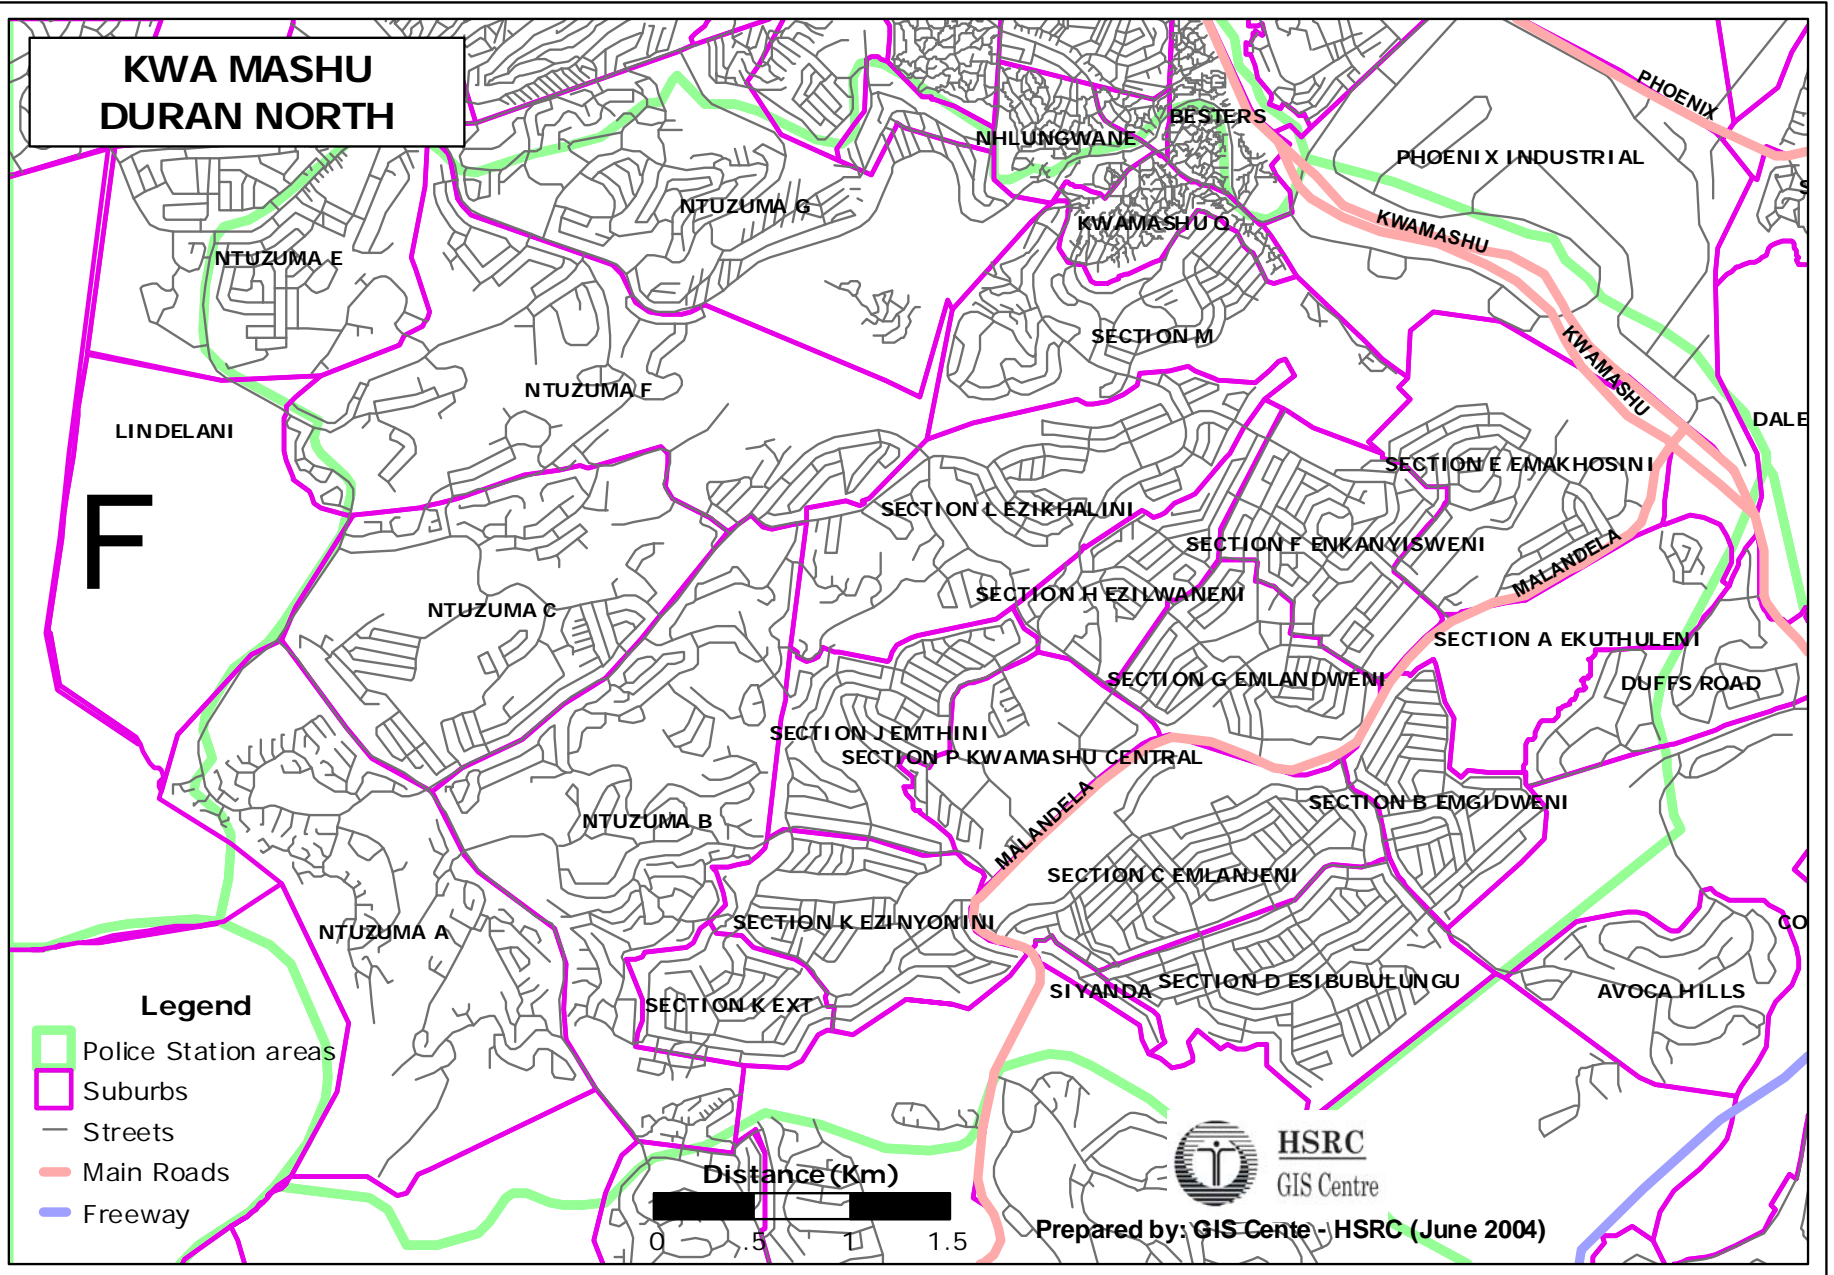 KWA MASHU
DURAN NORTH
PHOENIX
BESTERS
NHLUNGWANE
PHOENIX INDUSTRIAL
S
NTUZUMA G
KWAMASHU Q
KWAMASHU
NTUZUMA E
SECTION M
KWAMASHU
NTUZUMA F
LINDELANI
DALE
SECTION E EMAKHOSINI
F
SECTION L EZIKHALINI
SECTION F ENKANYISWENI
MALANDELA
SECTION H EZILWANENI
NTUZUMA C
SECTION A EKUTHULENI
SECTION G EMLANDWENI
DUFFS ROAD
SECTION J EMTHINI
SECTION P KWAMASHU CENTRAL
SECTION B EMGIDWENI
NTUZUMA B
MALANDELA
SECTION C EMLANJENI
SECTION K EZINYONINI
CO
NTUZUMA A
SECTION D ESIBUBULUNGU
SIYANDA
AVOCA HILLS
SECTION K EXT
Legend
Police Station areas
Suburbs
Streets
Main Roads
Freeway
Distance (Km)
0 .5 1 1.5
HSRC
GIS Centre
Prepared by: GIS Cente - HSRC (June 2004)